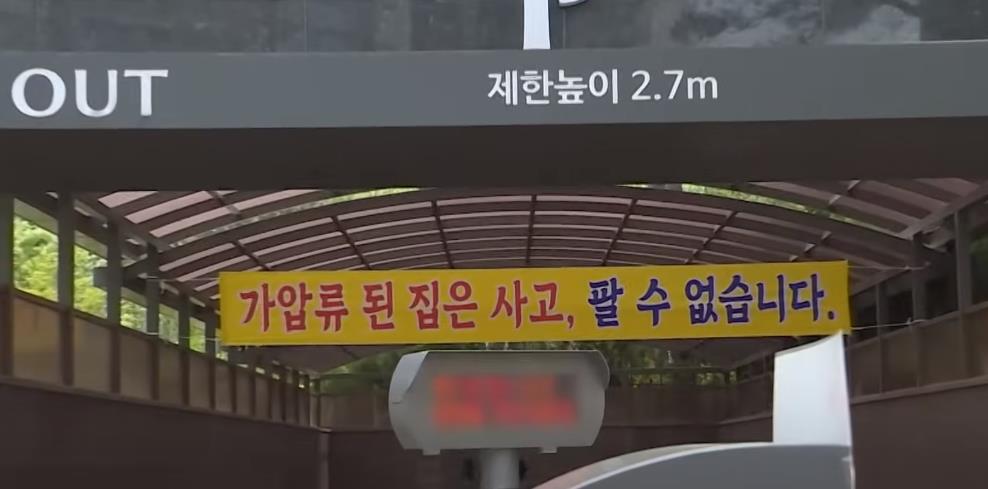 OUT
제한높이 2.7m
가압류 된 집은 사고, 팔 수 없습니다.